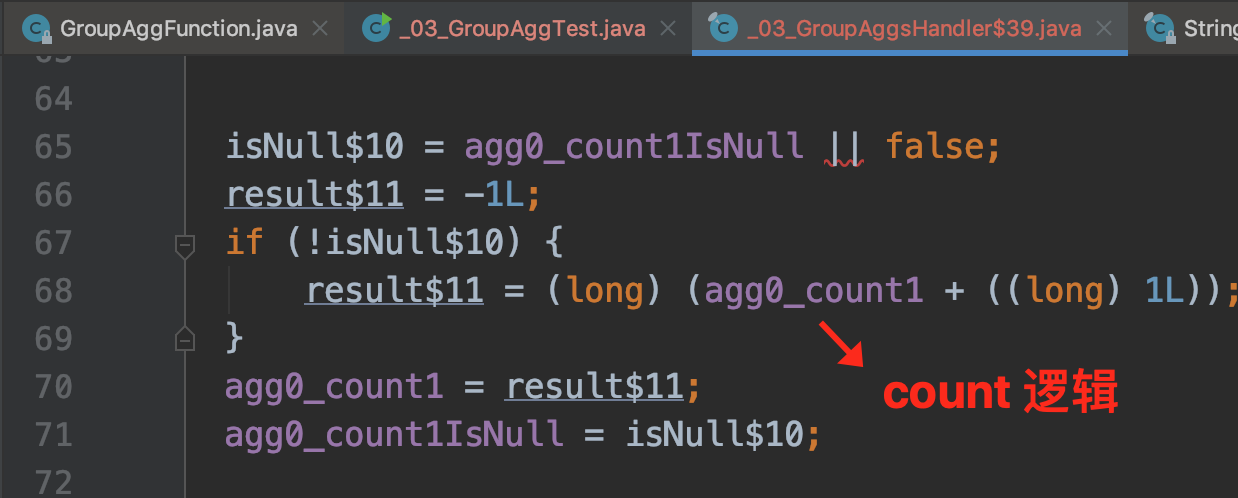 GroupAggFunction.java _03_GroupAggTest.java _03_GroupAggsHandler$39.java
64
65 isNull$10 = agg0_count1IsNull || false;
66 result$11 = -1L;
67 if (!isNull$10) {
68 result$11 = (long) (agg0_count1 + ((long) 1L));
69 }
70 agg0_count1 = result$11;
count 逻辑
71 agg0_count1IsNull = isNull$10;
72